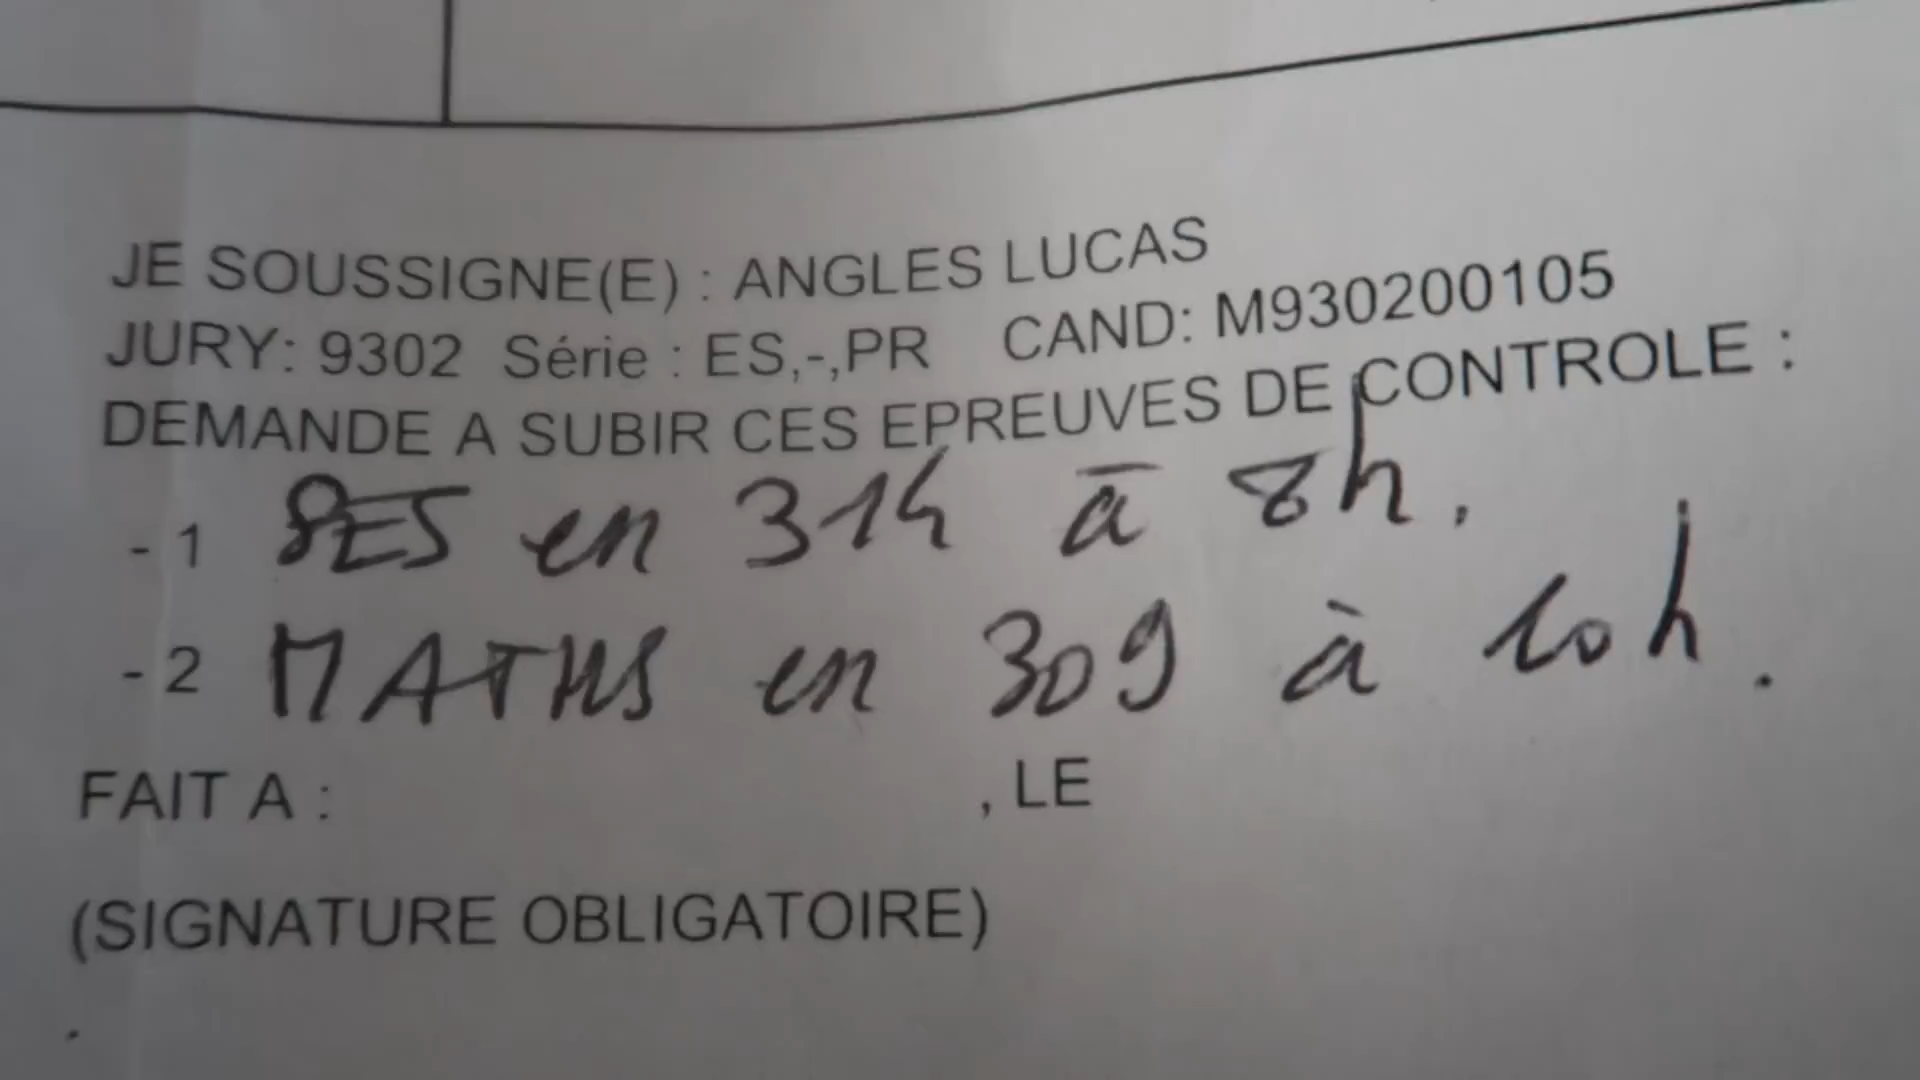 JE SOUSSIGNE(E) : ANGLES LUCAS
JURY: 9302 Série : ES,-,PR CAND: M930200105
DEMANDE A SUBIR CES EPREUVES DE CONTROLE :
- 1 SES en 314 à 8h.
- 2 MATHS en 309 à 10h.
FAIT A : , LE
(SIGNATURE OBLIGATOIRE)